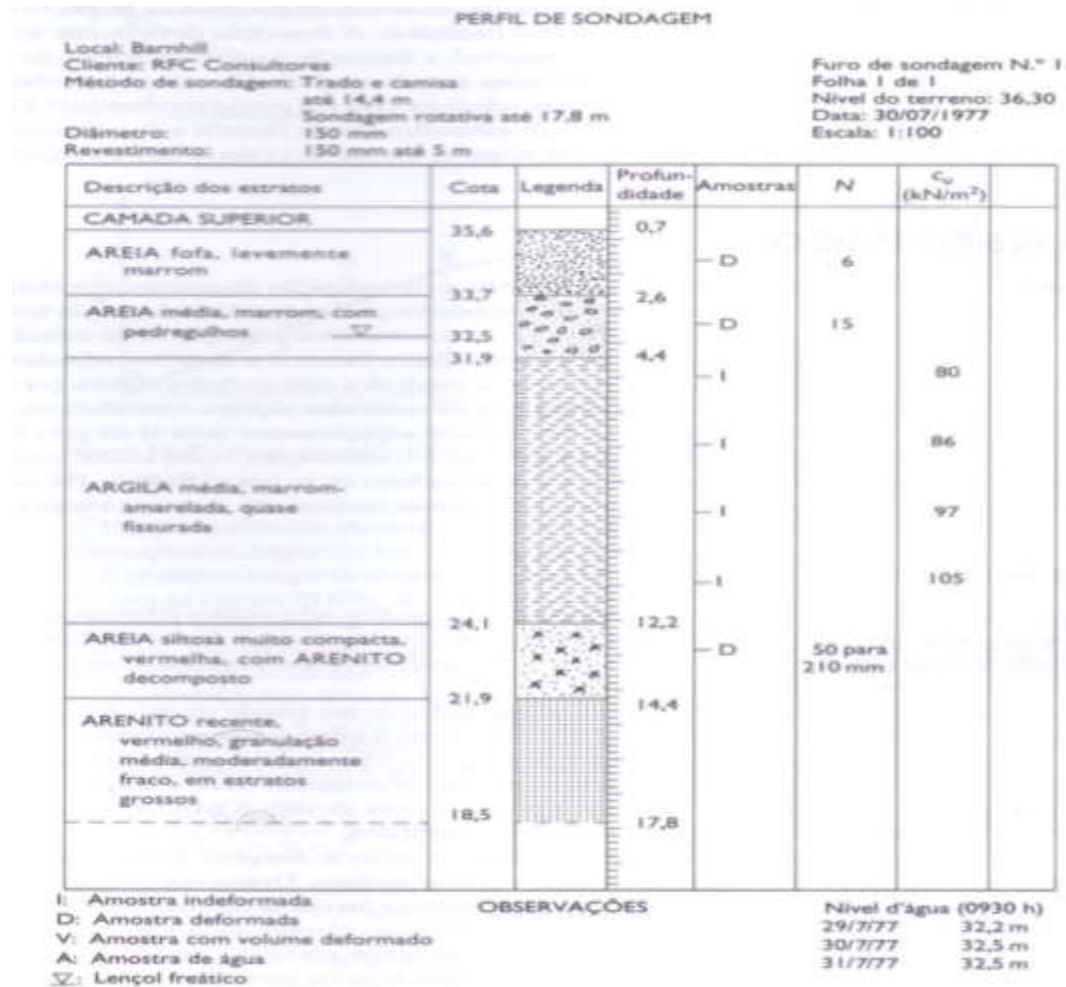 PERFIL DE SONDAGEM
Local: Barnhill
Cliente: RFC Consultores
Método de sondagem: Trado e camisa
até 14,4 m
Sondagem rotativa até 17,8 m
Diâmetro: 150 mm
Revestimento: 150 mm até 5 m
Furo de sondagem N.º 1
Folha 1 de 1
Nível do terreno: 36,30
Data: 30/07/1977
Escala: 1:100
Descrição dos estratos Cota Legenda Profun-didade Amostras N cu (kN/m²)
CAMADA SUPERIOR
35,6 0,7
AREIA fofa, levemente
marrom
D 6
33,7 2,6
AREIA média, marrom, com
pedregulhos
D 15
32,5
31,9 4,4
I 80
I 86
ARGILA média, marrom-
amarelada, quase
fissurada
I 97
I 105
24,1 12,2
AREIA siltosa muito compacta,
vermelha, com ARENITO
decomposto
D 50 para
210 mm
21,9 14,4
ARENITO recente,
vermelho, granulação
média, moderadamente
fraco, em estratos
grossos
18,5 17,8
I: Amostra indeformada
D: Amostra deformada
V: Amostra com volume deformado
A: Amostra de água
Lençol freático
OBSERVAÇÕES
Nível d'água (0930 h)
29/7/77 32,2 m
30/7/77 32,5 m
31/7/77 32,5 m